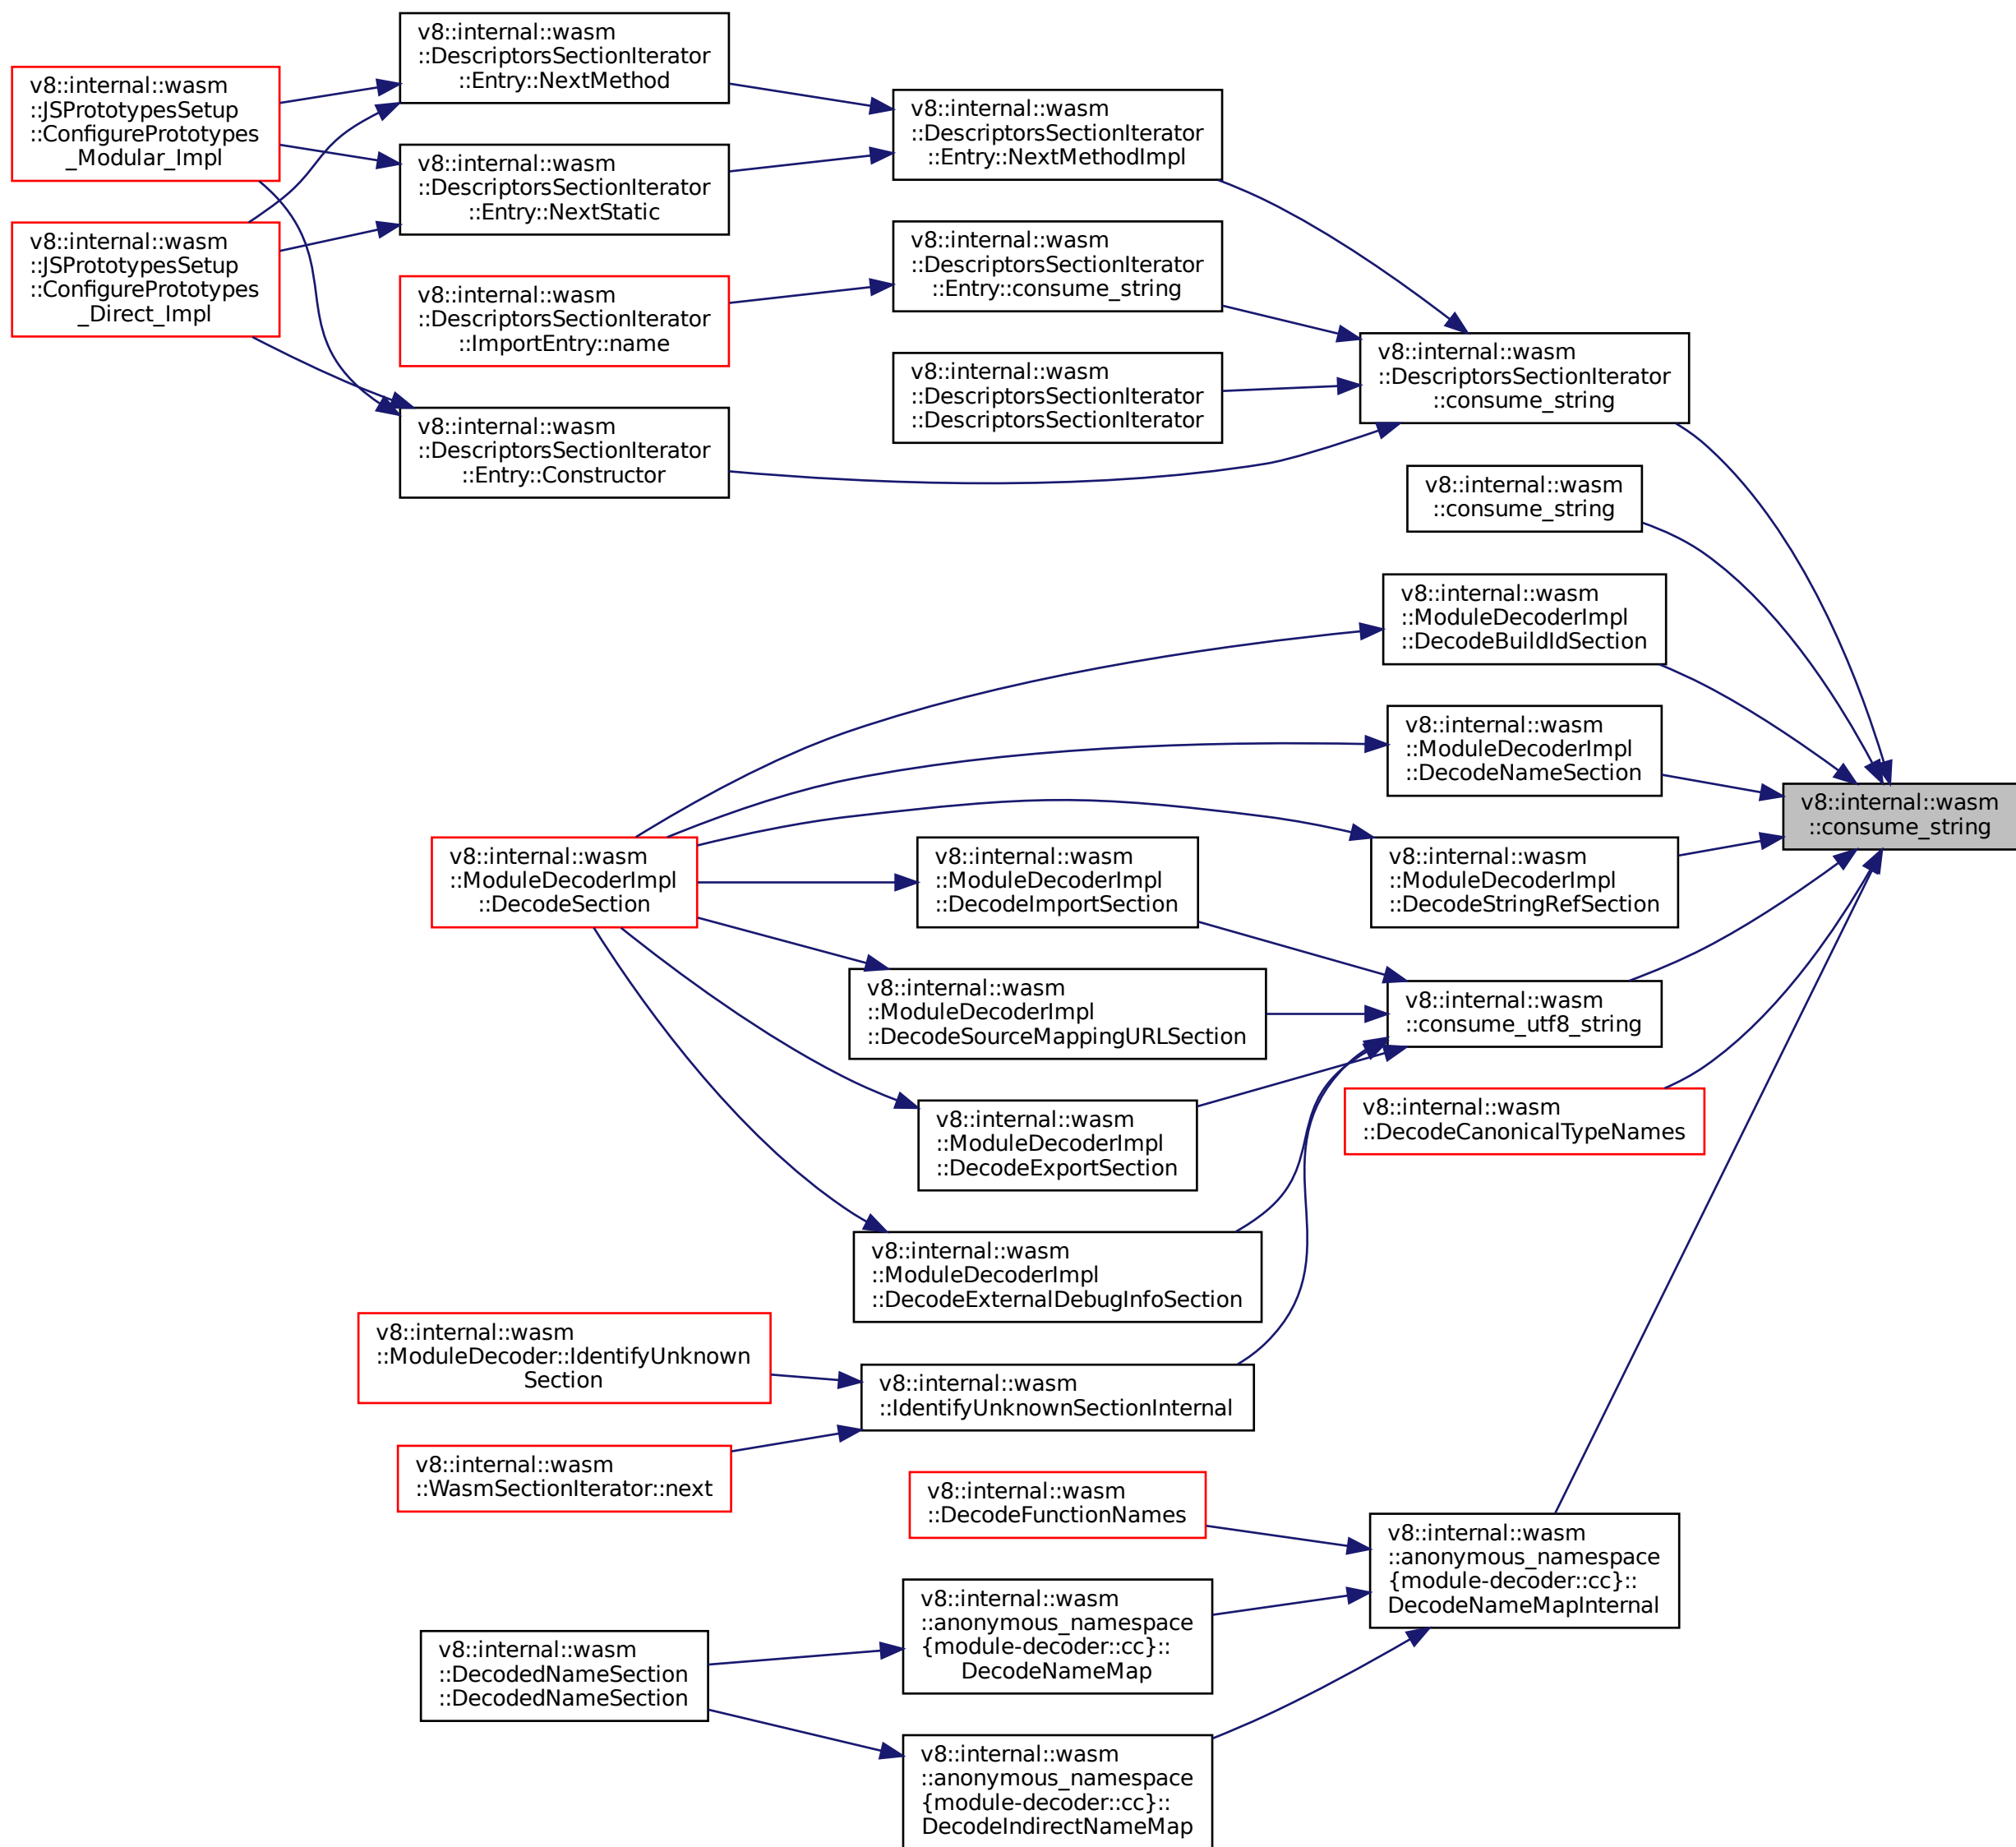 v8::internal::wasm
::DescriptorsSectionIterator
::Entry::NextMethod
v8::internal::wasm
::JSPrototypesSetup
::ConfigurePrototypes
_Modular_Impl
v8::internal::wasm
::DescriptorsSectionIterator
::Entry::NextMethodImpl
v8::internal::wasm
::DescriptorsSectionIterator
::Entry::NextStatic
v8::internal::wasm
::JSPrototypesSetup
::ConfigurePrototypes
_Direct_Impl
v8::internal::wasm
::DescriptorsSectionIterator
::Entry::consume_string
v8::internal::wasm
::DescriptorsSectionIterator
::ImportEntry::name
v8::internal::wasm
::DescriptorsSectionIterator
::consume_string
v8::internal::wasm
::DescriptorsSectionIterator
::DescriptorsSectionIterator
v8::internal::wasm
::DescriptorsSectionIterator
::Entry::Constructor
v8::internal::wasm
::consume_string
v8::internal::wasm
::ModuleDecoderImpl
::DecodeBuildIdSection
v8::internal::wasm
::ModuleDecoderImpl
::DecodeNameSection
v8::internal::wasm
::consume_string
v8::internal::wasm
::ModuleDecoderImpl
::DecodeSection
v8::internal::wasm
::ModuleDecoderImpl
::DecodeImportSection
v8::internal::wasm
::ModuleDecoderImpl
::DecodeStringRefSection
v8::internal::wasm
::ModuleDecoderImpl
::DecodeSourceMappingURLSection
v8::internal::wasm
::consume_utf8_string
v8::internal::wasm
::DecodeCanonicalTypeNames
v8::internal::wasm
::ModuleDecoderImpl
::DecodeExportSection
v8::internal::wasm
::ModuleDecoderImpl
::DecodeExternalDebugInfoSection
v8::internal::wasm
::ModuleDecoder::IdentifyUnknown
Section
v8::internal::wasm
::IdentifyUnknownSectionInternal
v8::internal::wasm
::WasmSectionIterator::next
v8::internal::wasm
::DecodeFunctionNames
v8::internal::wasm
::anonymous_namespace
{module-decoder::cc}::
DecodeNameMapInternal
v8::internal::wasm
::anonymous_namespace
{module-decoder::cc}::
DecodeNameMap
v8::internal::wasm
::DecodedNameSection
::DecodedNameSection
v8::internal::wasm
::anonymous_namespace
{module-decoder::cc}::
DecodeIndirectNameMap